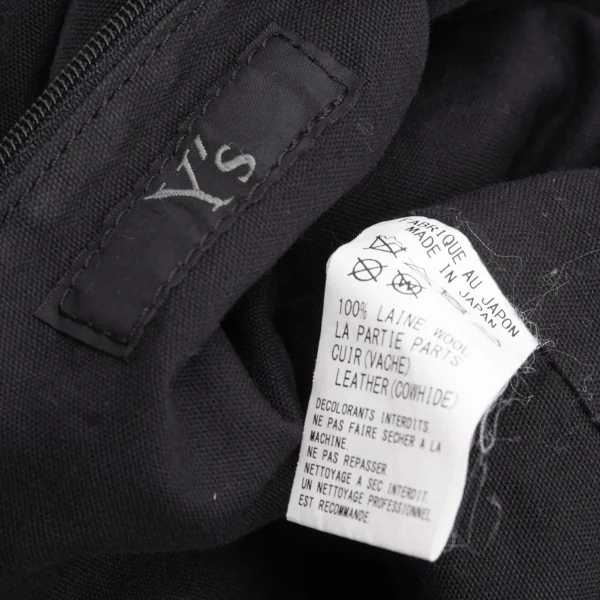 Y's
FABRIQUE AU JAPON
MADE IN JAPAN
100% LAINE WOOL
LA PARTIE PARTS
CUIR(VACHE)
LEATHER(COWHIDE)
DECOLORANTS INTERDITS.
NE PAS FAIRE SECHER A LA
MACHINE.
NE PAS REPASSER.
NETTOYAGE A SEC INTERDIT.
UN NETTOYAGE PROFESSIONNEL
EST RECOMMANDE.